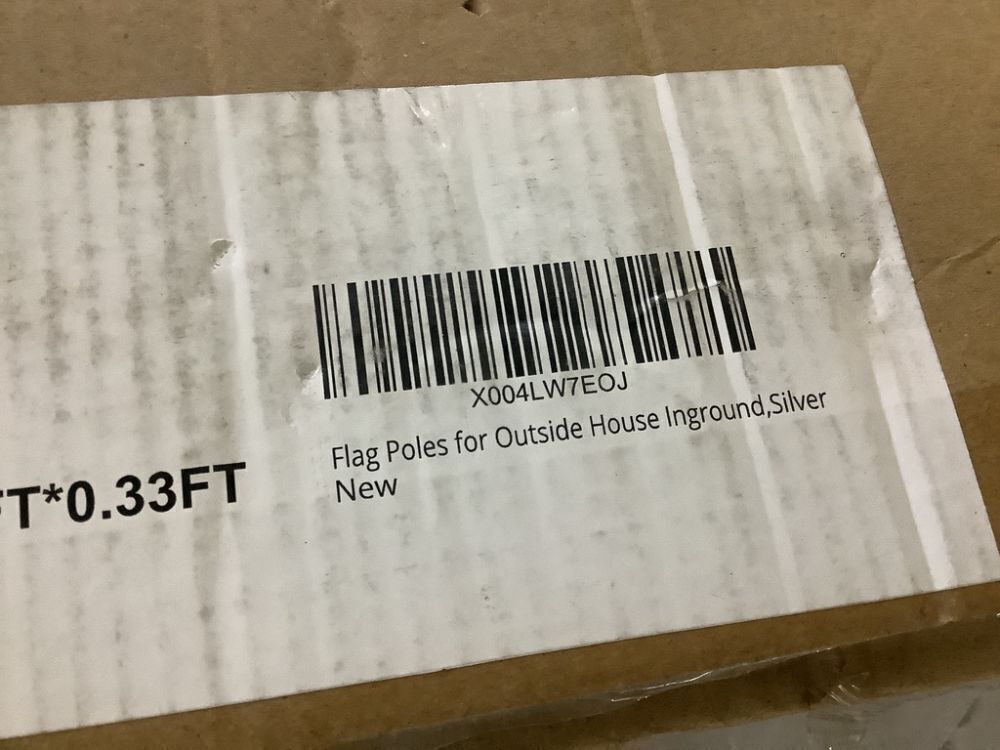 X004LW7EOJ
Flag Poles for Outside House Inground,Silver
New
T*0.33FT